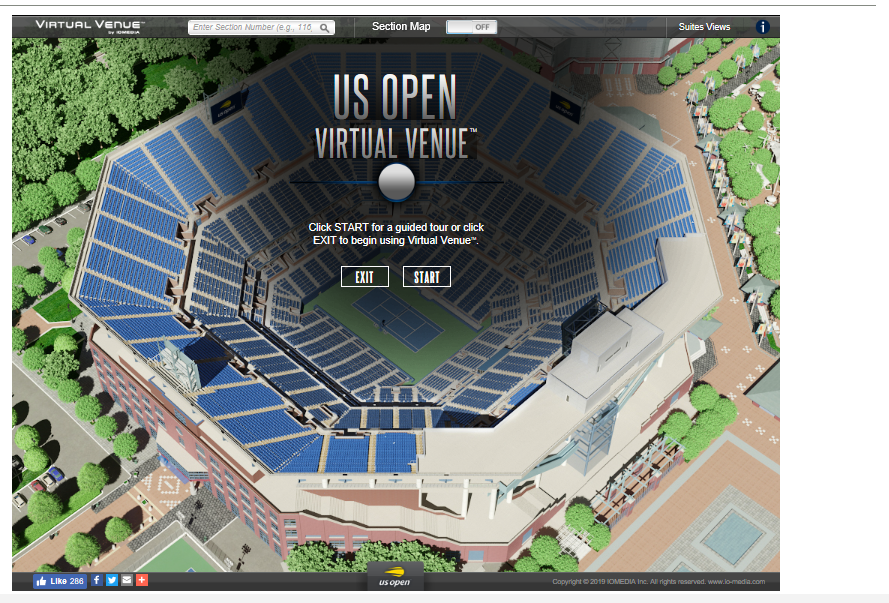 VIRTUAL VENUE™
by IOMEDIA
Enter Section Number (e.g., 116,
Section Map
OFF
Suites Views
i
US OPEN
VIRTUAL VENUE™
Click START for a guided tour or click
EXIT to begin using Virtual Venue™.
EXIT
START
Like 286
f
us open
Copyright © 2019 IOMEDIA Inc. All rights reserved. www.io-media.com